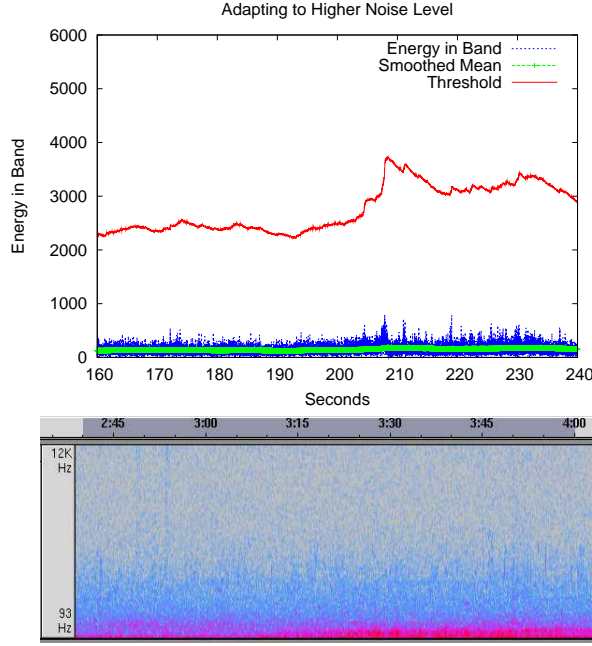 Adapting to Higher Noise Level
6000
5000
4000
3000
2000
1000
0
Energy in Band
Energy in Band
Smoothed Mean
Threshold
160 170 180 190 200 210 220 230 240
Seconds
2:45 3:00 3:15 3:30 3:45 4:00
12K
Hz
93
Hz